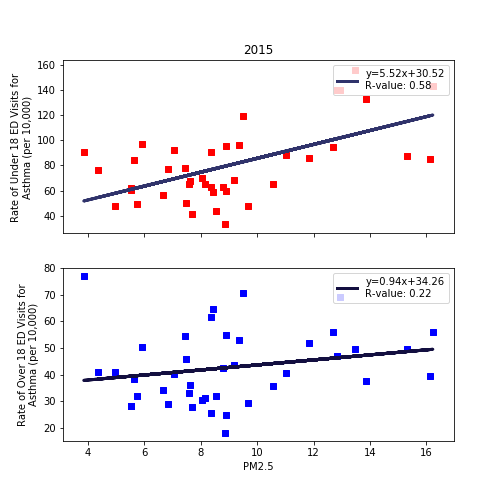 2015
Rate of Under 18 ED Visits for
Asthma (per 10,000)
160
140
120
100
80
60
40
y=5.52x+30.52
R-value: 0.58
Rate of Over 18 ED Visits for
Asthma (per 10,000)
80
70
60
50
40
30
20
y=0.94x+34.26
R-value: 0.22
4 6 8 10 12 14 16
PM2.5